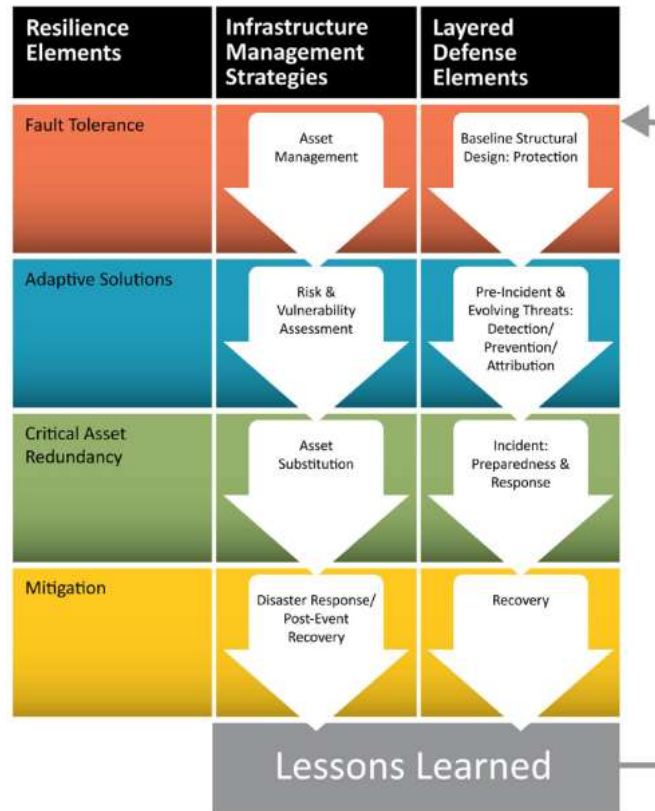 Resilience
Elements
Infrastructure
Management
Strategies
Layered
Defense
Elements
Fault Tolerance
Asset
Management
Baseline Structural
Design: Protection
Adaptive Solutions
Risk &
Vulnerability
Assessment
Pre-Incident &
Evolving Threats:
Detection/
Prevention/
Attribution
Critical Asset
Redundancy
Asset
Substitution
Incident:
Preparedness &
Response
Mitigation
Disaster Response/
Post-Event
Recovery
Recovery
Lessons Learned